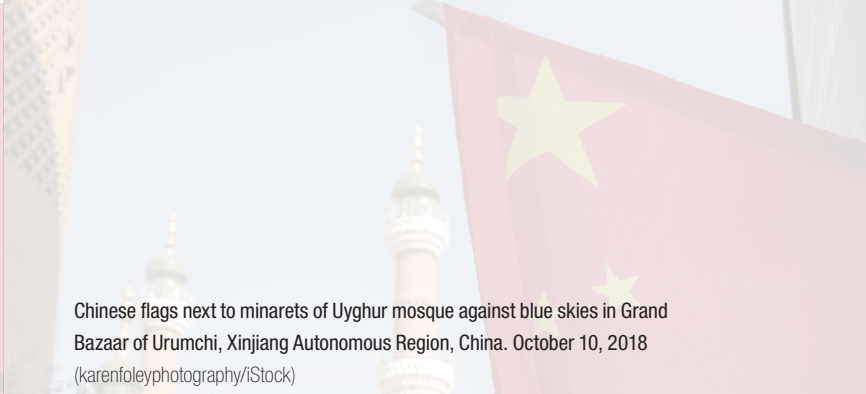 Chinese flags next to minarets of Uyghur mosque against blue skies in Grand
Bazaar of Urumchi, Xinjiang Autonomous Region, China. October 10, 2018
(karenfoleyphotography/iStock)